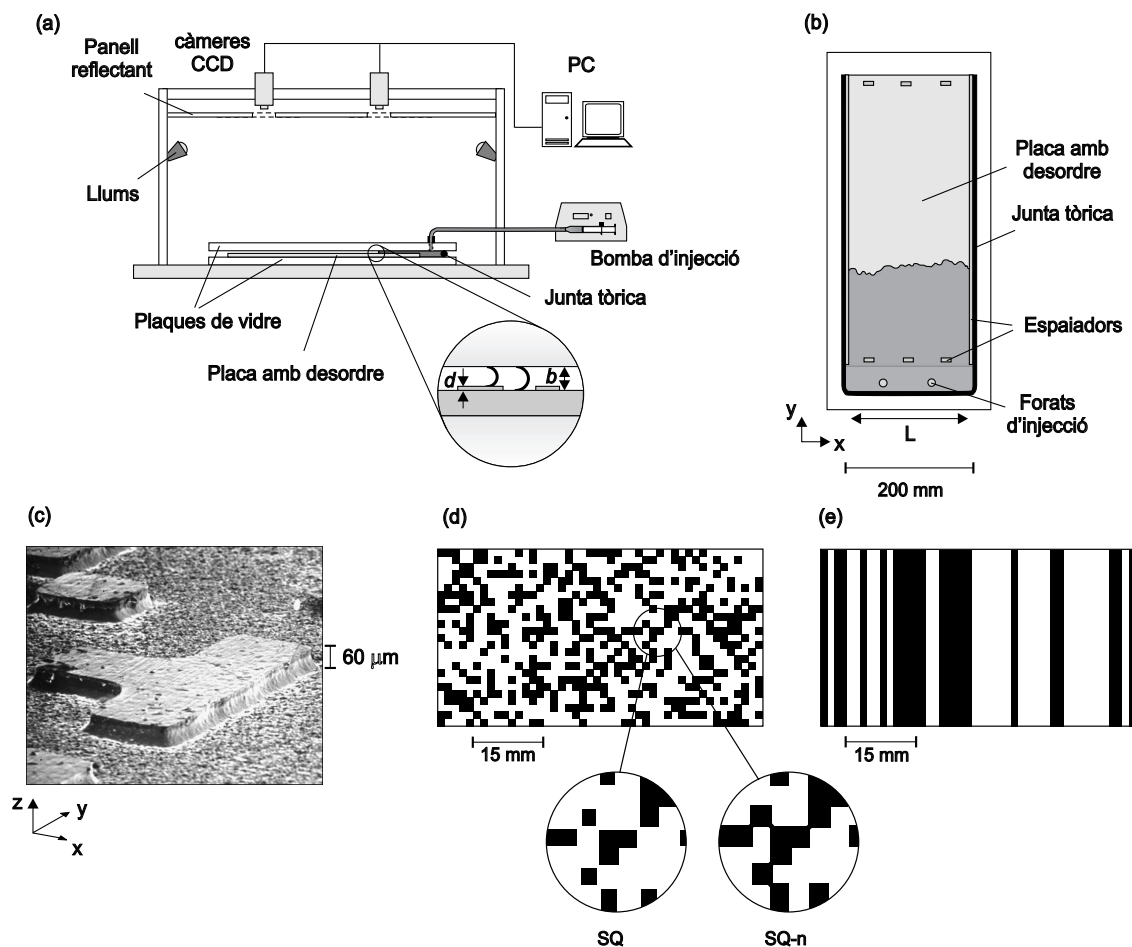 (a)
Panell
reflectant
càmeres
CCD
PC
Llums
Bomba d'injecció
Junta tòrica
Plaques de vidre
Placa amb desordre
d
b
(b)
Placa amb
desordre
Junta tòrica
Espaiadors
Forats
d'injecció
y
x
L
200 mm
(c)
60 μm
z
y
x
(d)
15 mm
SQ
SQ-n
(e)
15 mm